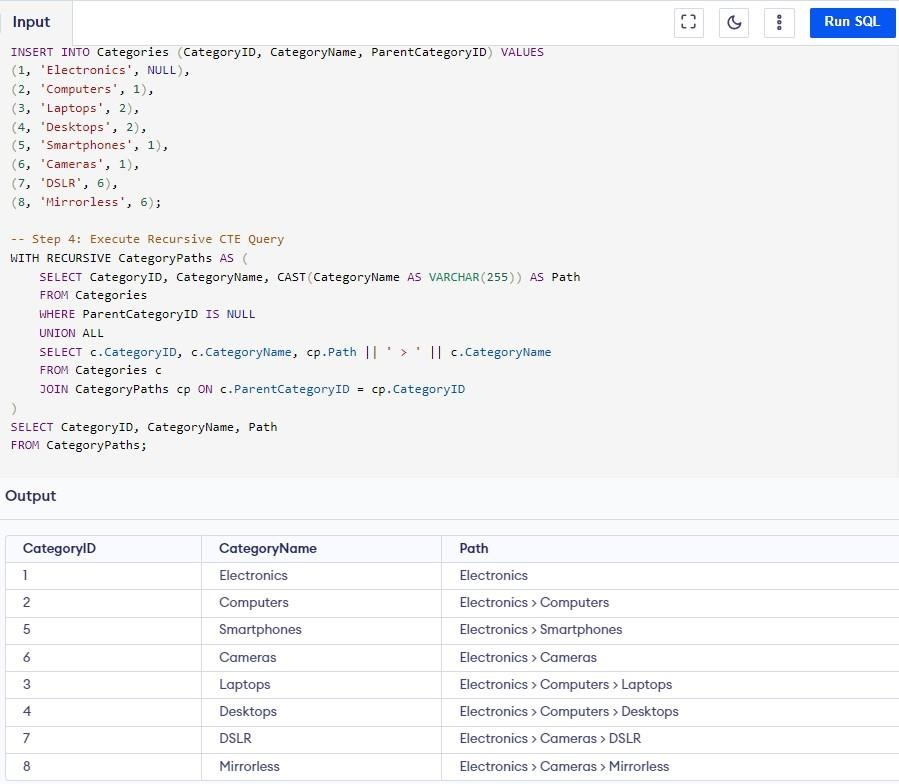 Input
Run SQL
INSERT INTO Categories (CategoryID, CategoryName, ParentCategoryID) VALUES
(1, 'Electronics', NULL),
(2, 'Computers', 1),
(3, 'Laptops', 2),
(4, 'Desktops', 2),
(5, 'Smartphones', 1),
(6, 'Cameras', 1),
(7, 'DSLR', 6),
(8, 'Mirrorless', 6);
-- Step 4: Execute Recursive CTE Query
WITH RECURSIVE CategoryPaths AS (
    SELECT CategoryID, CategoryName, CAST(CategoryName AS VARCHAR(255)) AS Path
    FROM Categories
    WHERE ParentCategoryID IS NULL
    UNION ALL
    SELECT c.CategoryID, c.CategoryName, cp.Path || ' > ' || c.CategoryName
    FROM Categories c
    JOIN CategoryPaths cp ON c.ParentCategoryID = cp.CategoryID
)
SELECT CategoryID, CategoryName, Path
FROM CategoryPaths;
Output
CategoryID CategoryName Path
1 Electronics Electronics
2 Computers Electronics > Computers
5 Smartphones Electronics > Smartphones
6 Cameras Electronics > Cameras
3 Laptops Electronics > Computers > Laptops
4 Desktops Electronics > Computers > Desktops
7 DSLR Electronics > Cameras > DSLR
8 Mirrorless Electronics > Cameras > Mirrorless